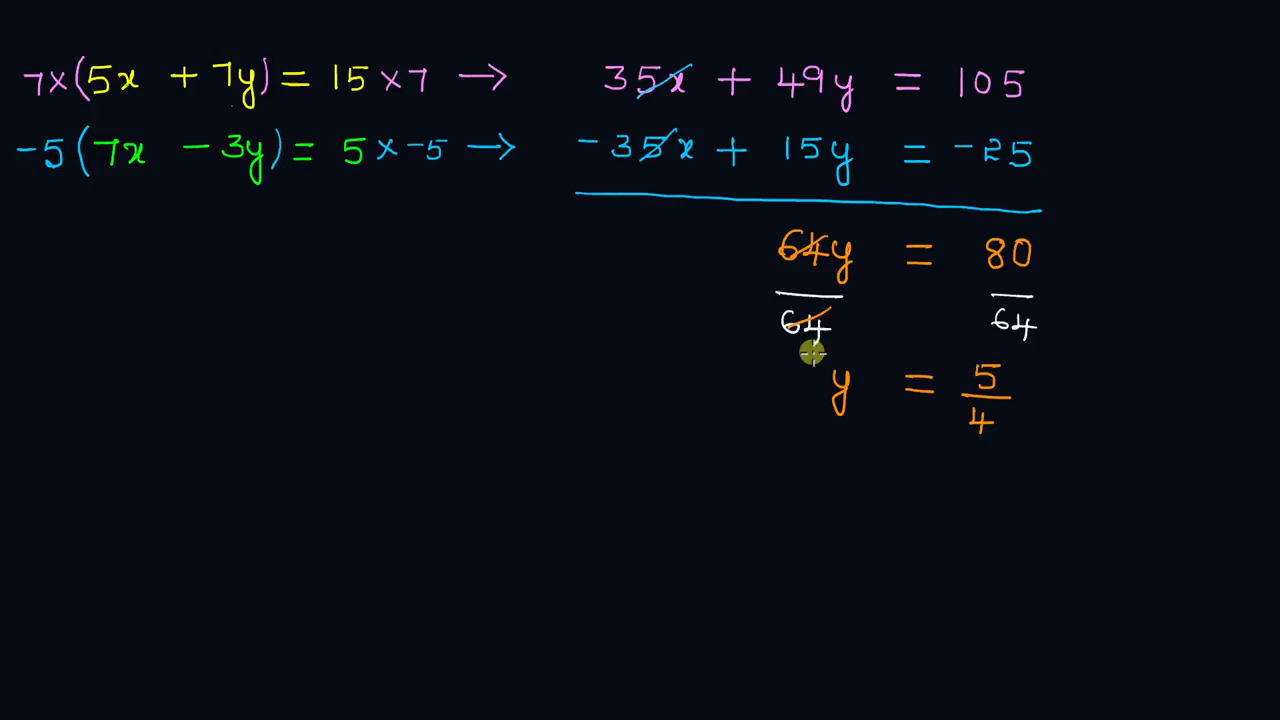 7×(5x + 7y) = 15 × 7 → 35x + 49y = 105
-5(7x - 3y) = 5 × -5 → -35x + 15y = -25
64y = 80
64 64
y = 5/4